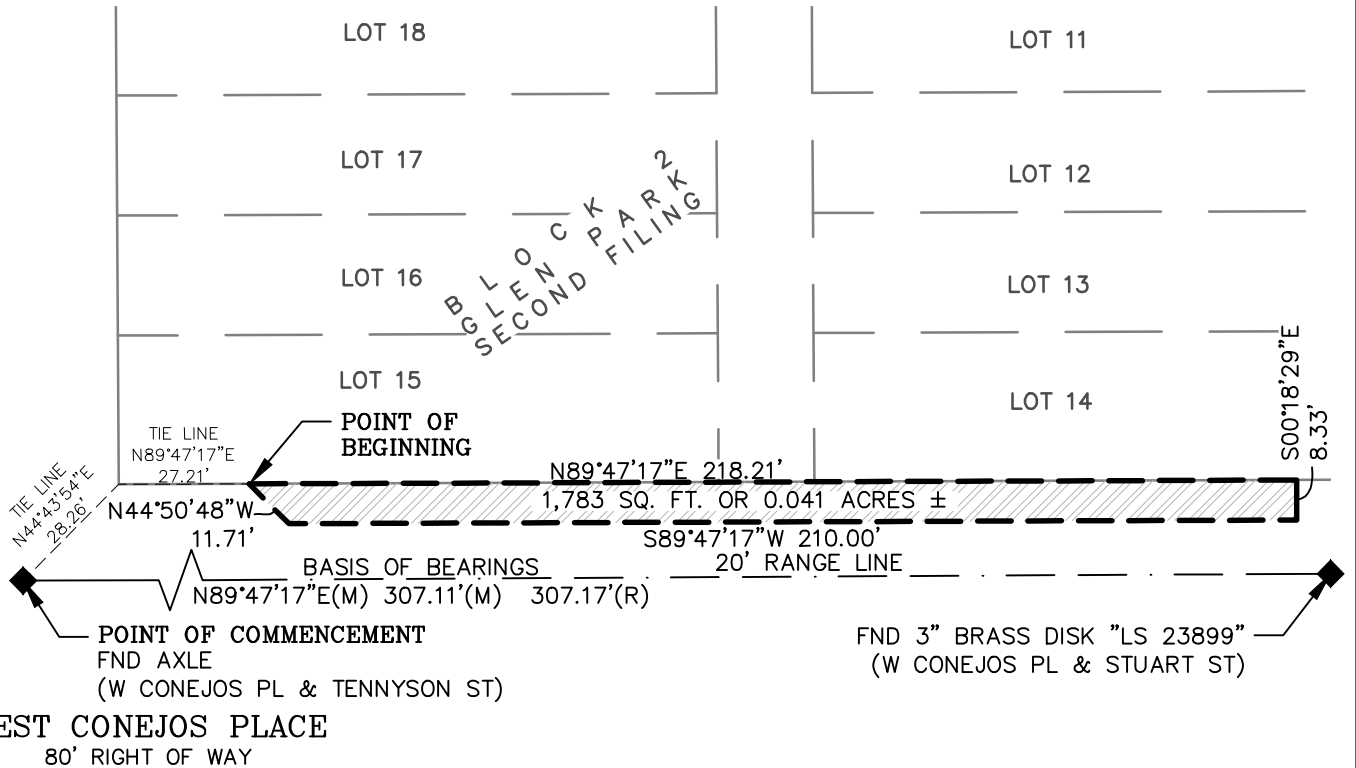 LOT 18
LOT 11
LOT 17
LOT 12
BLOCK 2
GLEN PARK
SECOND FILING
LOT 16
LOT 13
LOT 15
LOT 14
S00°18'29"E
8.33'
POINT OF
BEGINNING
TIE LINE
N89°47'17"E
27.21'
TIE LINE
N44°43'54"E
28.26'
N89°47'17"E 218.21'
1,783 SQ. FT. OR 0.041 ACRES ±
N44°50'48"W
11.71'
S89°47'17"W 210.00'
20' RANGE LINE
BASIS OF BEARINGS
N89°47'17"E(M) 307.11'(M) 307.17'(R)
POINT OF COMMENCEMENT
FND AXLE
(W CONEJOS PL & TENNYSON ST)
FND 3" BRASS DISK "LS 23899"
(W CONEJOS PL & STUART ST)
EST CONEJOS PLACE
80' RIGHT OF WAY